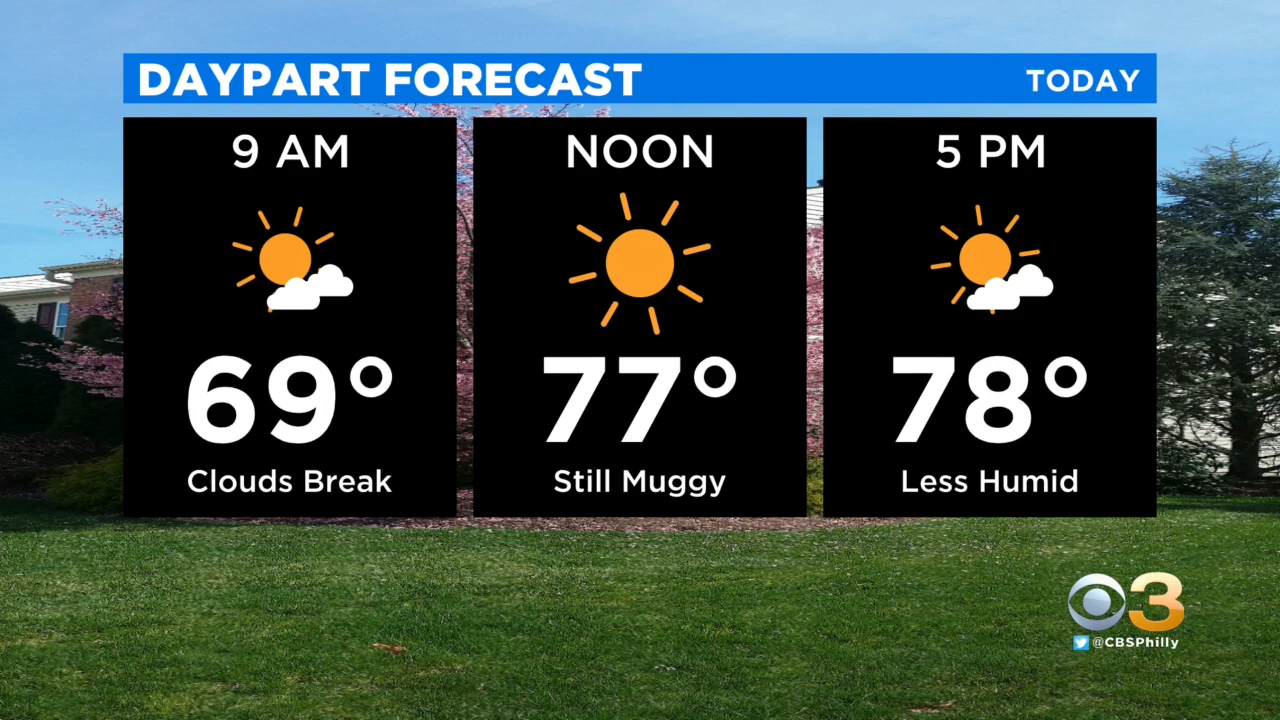 DAYPART FORECAST
TODAY
9 AM
69°
Clouds Break
NOON
77°
Still Muggy
5 PM
78°
Less Humid
3
@CBSPhilly